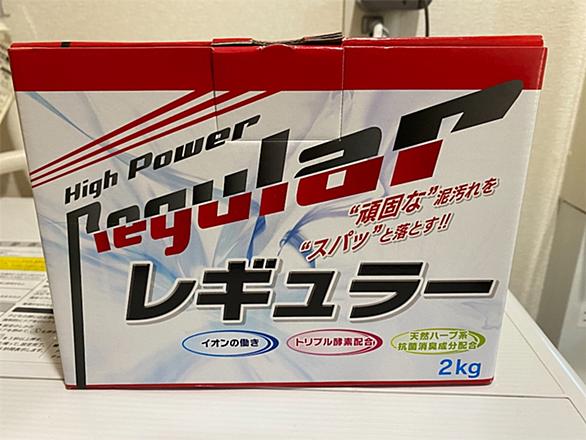 High Power
Regular
"頑固な"泥汚れを
"スパッ"と落とす!!
レギュラー
イオンの働き
トリプル酵素配合
天然ハーブ系
抗菌消臭成分配合
2kg